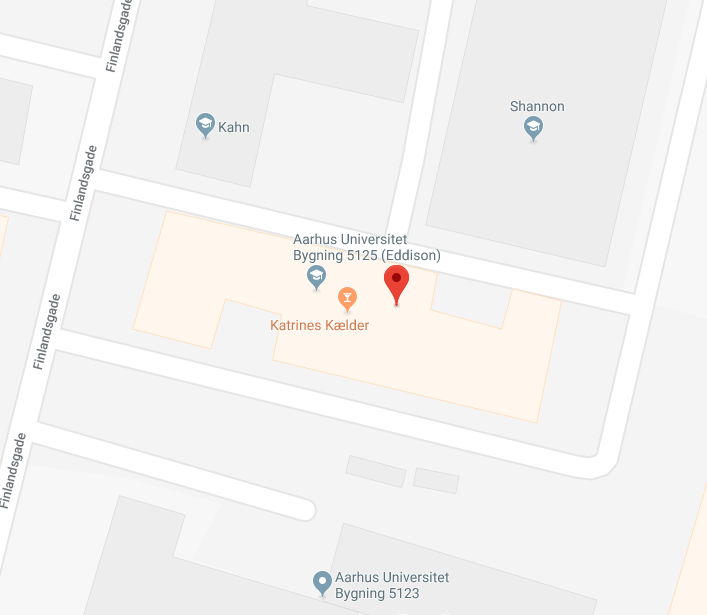 Finlandsgade
Shannon
Kahn
Finlandsgade
Aarhus Universitet
Bygning 5125 (Eddison)
Katrines Kælder
Finlandsgade
Finlandsgade
Aarhus Universitet
Bygning 5123